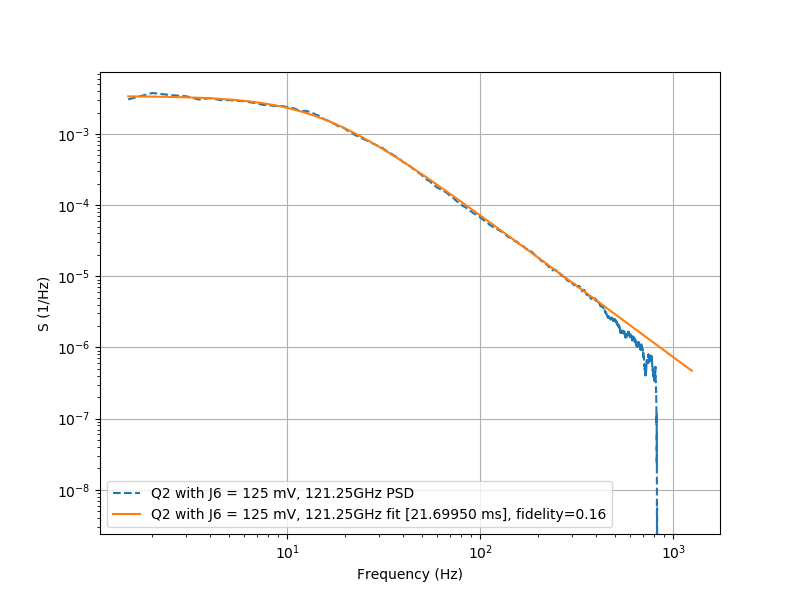 S (1/Hz)
10⁻³
10⁻⁴
10⁻⁵
10⁻⁶
10⁻⁷
10⁻⁸
Q2 with J6 = 125 mV, 121.25GHz PSD
Q2 with J6 = 125 mV, 121.25GHz fit [21.69950 ms], fidelity=0.16
10¹ 10² 10³
Frequency (Hz)